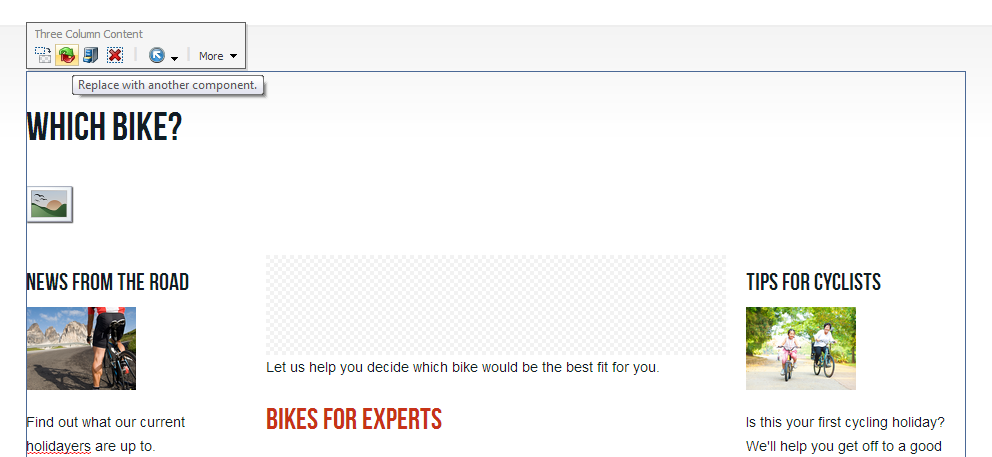 Three Column Content
More
Replace with another component.
WHICH BIKE?
NEWS FROM THE ROAD
Find out what our current
holidayers are up to.
Let us help you decide which bike would be the best fit for you.
BIKES FOR EXPERTS
TIPS FOR CYCLISTS
Is this your first cycling holiday?
We'll help you get off to a good